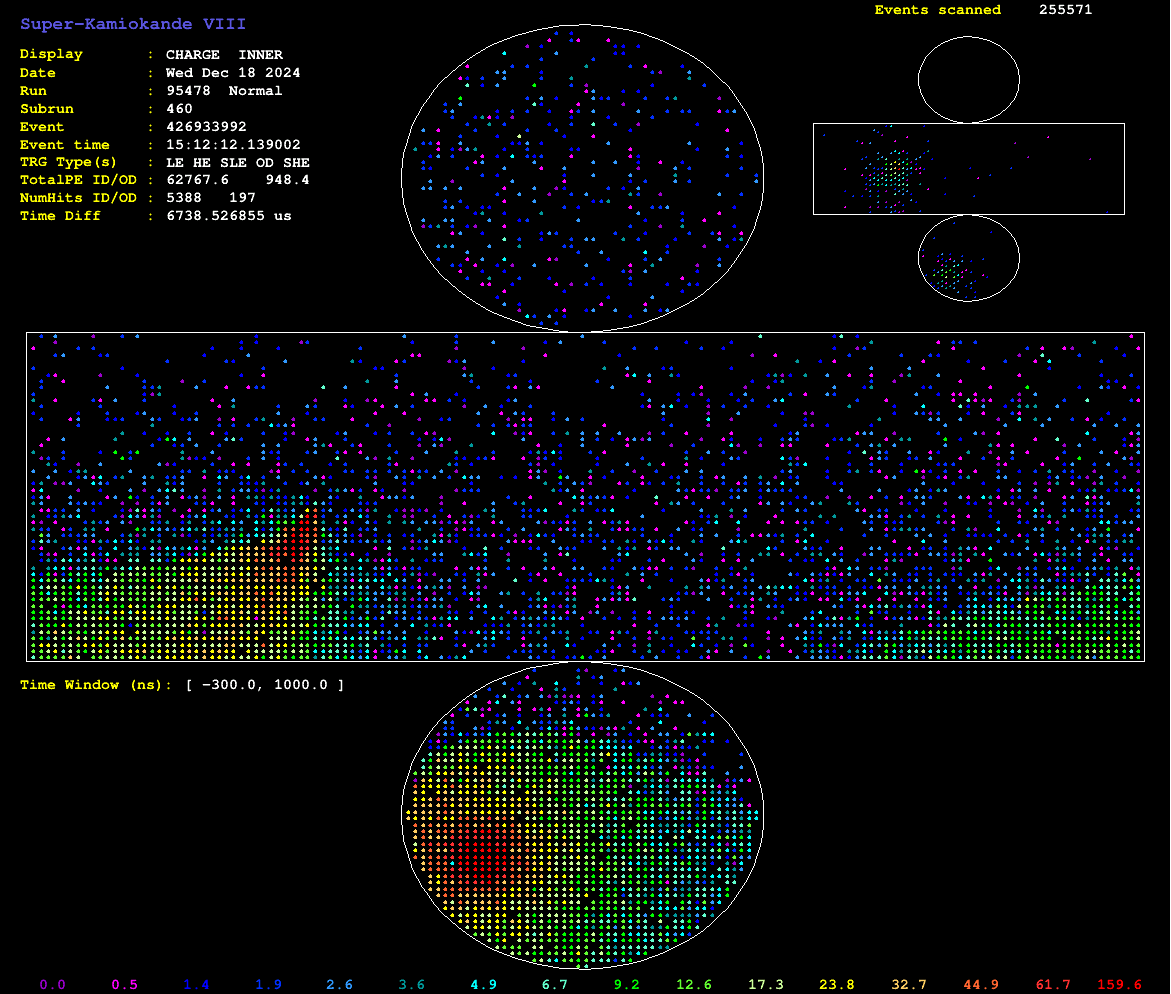 Super-Kamiokande VIII
Events scanned 255571
Display : CHARGE INNER
Date : Wed Dec 18 2024
Run : 95478 Normal
Subrun : 460
Event : 426933992
Event time : 15:12:12.139002
TRG Type(s) : LE HE SLE OD SHE
TotalPE ID/OD : 62767.6 948.4
NumHits ID/OD : 5388 197
Time Diff : 6738.526855 us
Time Window (ns): [ -300.0, 1000.0 ]
0.0 0.5 1.4 1.9 2.6 3.6 4.9 6.7 9.2 12.6 17.3 23.8 32.7 44.9 61.7 159.6